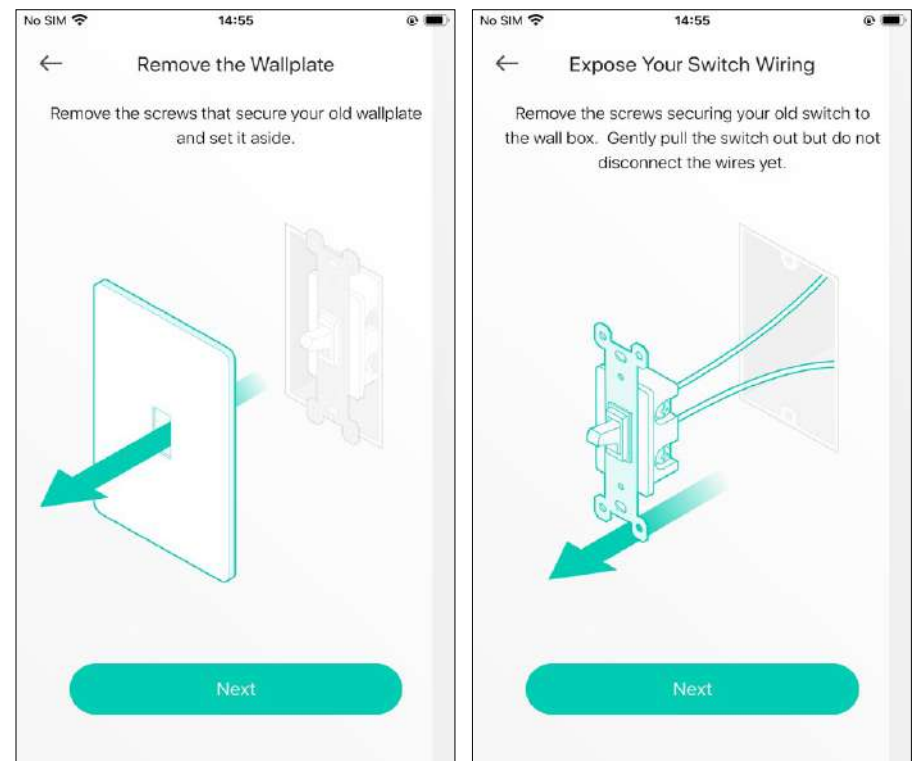 No SIM 14:55
Remove the Wallplate
Remove the screws that secure your old wallplate
and set it aside.
Next
No SIM 14:55
Expose Your Switch Wiring
Remove the screws securing your old switch to
the wall box. Gently pull the switch out but do not
disconnect the wires yet.
Next